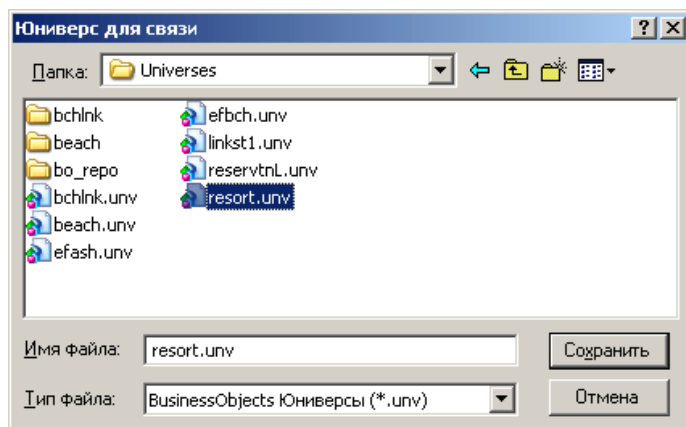 Юниверс для связи
Папка: Universes
bchlnk
beach
bo_repo
bchlnk.unv
beach.unv
efash.unv
efbch.unv
linkst1.unv
reservtnL.unv
resort.unv
Имя файла: resort.unv
Сохранить
Тип файла: BusinessObjects Юниверсы (*.unv)
Отмена